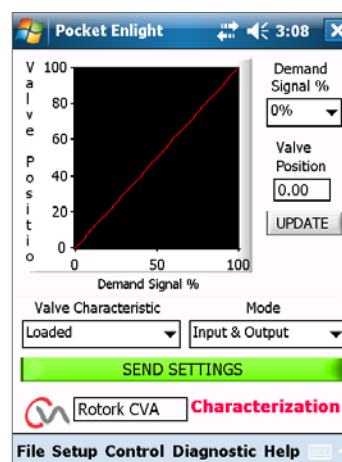 Pocket Enlight 3:08
Valve Positio
100
80
60
40
20
0
0 50 100
Demand Signal %
Demand
Signal %
0%
Valve
Position
0.00
UPDATE
Valve Characteristic Mode
Loaded Input & Output
SEND SETTINGS
Rotork CVA Characterization
File Setup Control Diagnostic Help